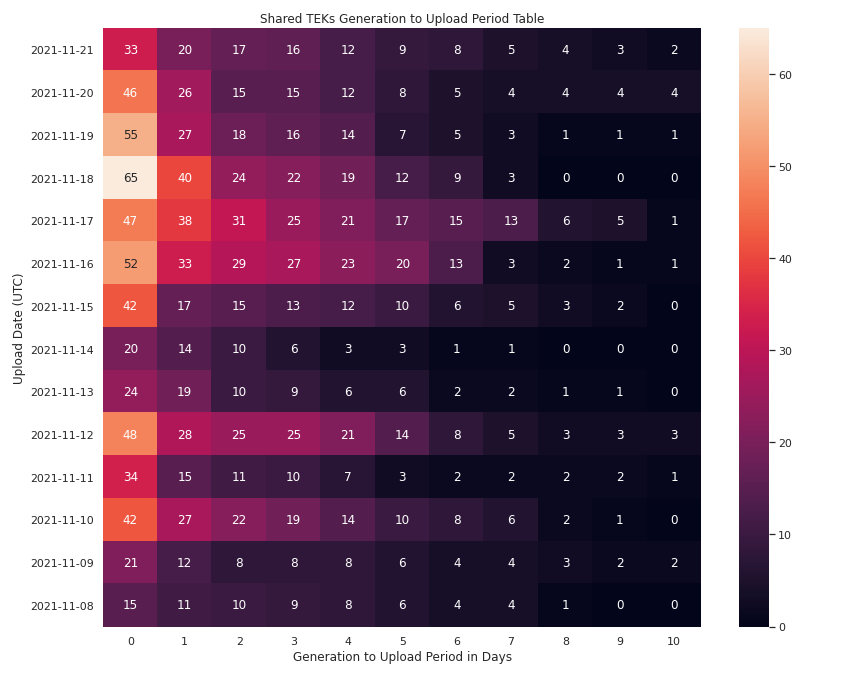 Shared TEKs Generation to Upload Period Table
2021-11-21 33 20 17 16 12 9 8 5 4 3 2
2021-11-20 46 26 15 15 12 8 5 4 4 4 4
2021-11-19 55 27 18 16 14 7 5 3 1 1 1
2021-11-18 65 40 24 22 19 12 9 3 0 0 0
2021-11-17 47 38 31 25 21 17 15 13 6 5 1
2021-11-16 52 33 29 27 23 20 13 3 2 1 1
2021-11-15 42 17 15 13 12 10 6 5 3 2 0
2021-11-14 20 14 10 6 3 3 1 1 0 0 0
2021-11-13 24 19 10 9 6 6 2 2 1 1 0
2021-11-12 48 28 25 25 21 14 8 5 3 3 3
2021-11-11 34 15 11 10 7 3 2 2 2 2 1
2021-11-10 42 27 22 19 14 10 8 6 2 1 0
2021-11-09 21 12 8 8 8 6 4 4 3 2 2
2021-11-08 15 11 10 9 8 6 4 4 1 0 0
0 1 2 3 4 5 6 7 8 9 10
Generation to Upload Period in Days
Upload Date (UTC)
60
50
40
30
20
10
0